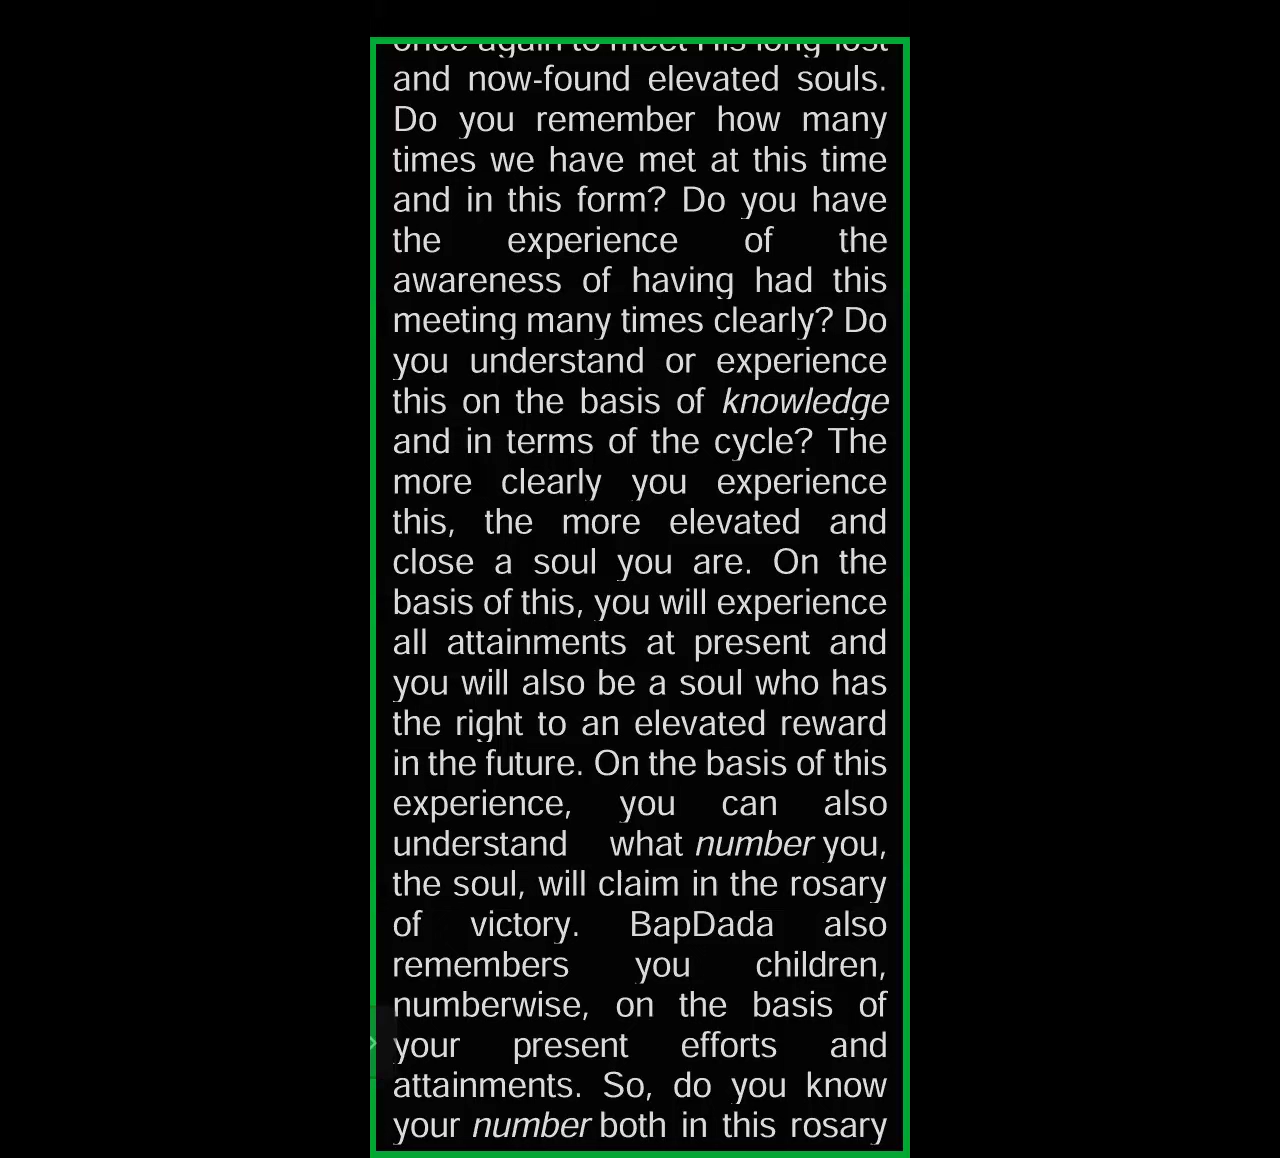 once again to meet His long-lost
and now-found elevated souls.
Do you remember how many
times we have met at this time
and in this form? Do you have
the experience of the
awareness of having had this
meeting many times clearly? Do
you understand or experience
this on the basis of knowledge
and in terms of the cycle? The
more clearly you experience
this, the more elevated and
close a soul you are. On the
basis of this, you will experience
all attainments at present and
you will also be a soul who has
the right to an elevated reward
in the future. On the basis of this
experience, you can also
understand what number you,
the soul, will claim in the rosary
of victory. BapDada also
remembers you children,
numberwise, on the basis of
your present efforts and
attainments. So, do you know
your number both in this rosary